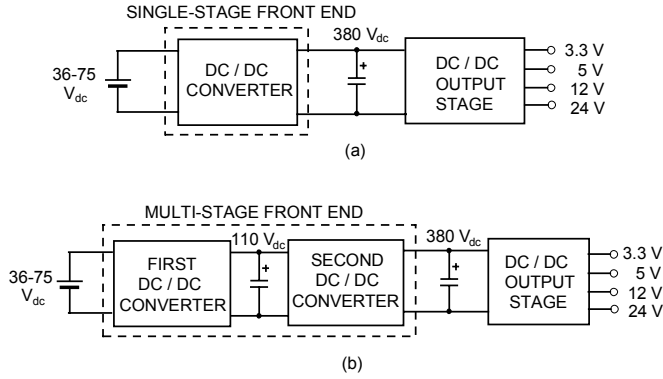 SINGLE-STAGE FRONT END
380 Vdc
36-75
Vdc
DC / DC
CONVERTER
+
DC / DC
OUTPUT
STAGE
3.3 V
5 V
12 V
24 V
(a)
MULTI-STAGE FRONT END
110 Vdc
380 Vdc
36-75
Vdc
FIRST
DC / DC
CONVERTER
+
SECOND
DC / DC
CONVERTER
+
DC / DC
OUTPUT
STAGE
3.3 V
5 V
12 V
24 V
(b)